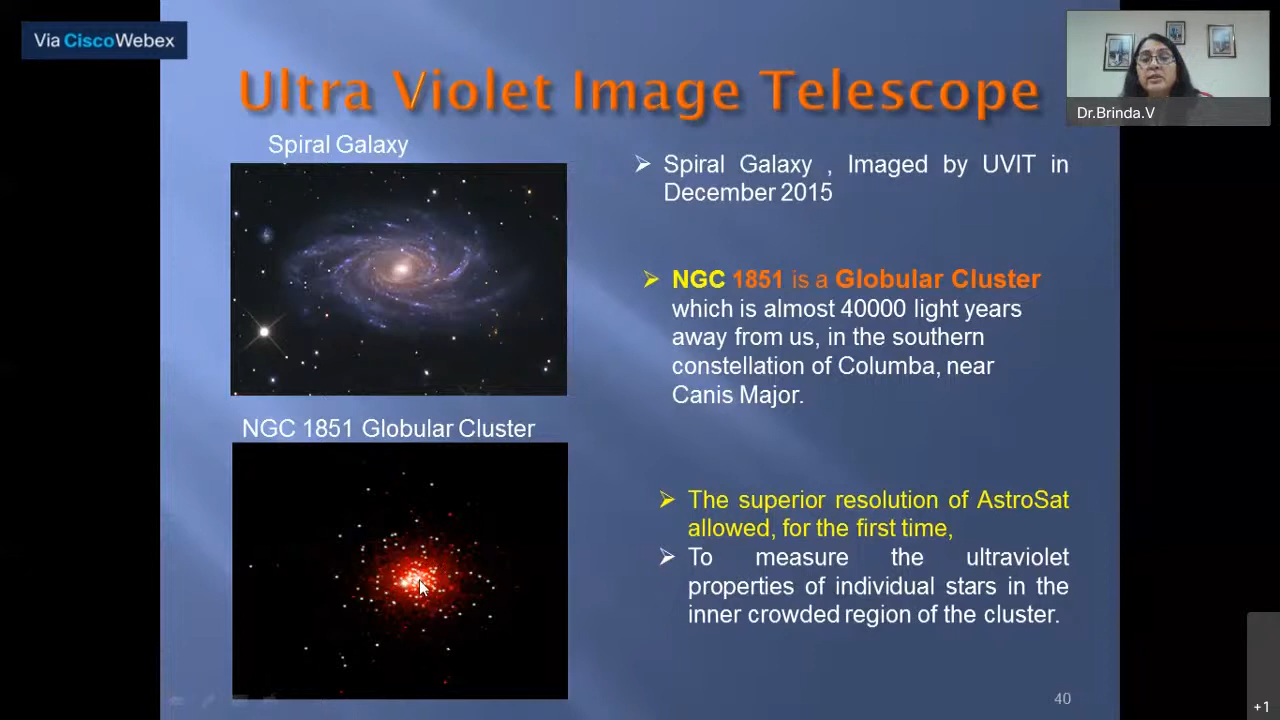 Via CiscoWebex
Ultra Violet Image Telescope
Dr.Brinda.V
Spiral Galaxy
Spiral Galaxy , Imaged by UVIT in
December 2015
NGC 1851 is a Globular Cluster
which is almost 40000 light years
away from us, in the southern
constellation of Columba, near
Canis Major.
NGC 1851 Globular Cluster
The superior resolution of AstroSat
allowed, for the first time,
To measure the ultraviolet
properties of individual stars in the
inner crowded region of the cluster.
40
+1